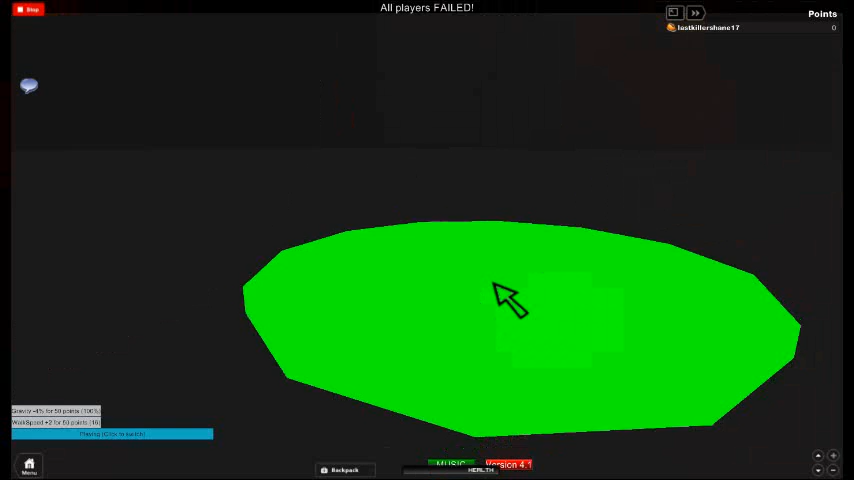 Stop
All players FAILED!
Points
lastkillershane17 0
Gravity -4% for 50 points (100%)
WalkSpeed +2 for 50 points (16)
Playing (Click to switch)
Menu
Backpack
MUSIC
Version 4.1
HEALTH